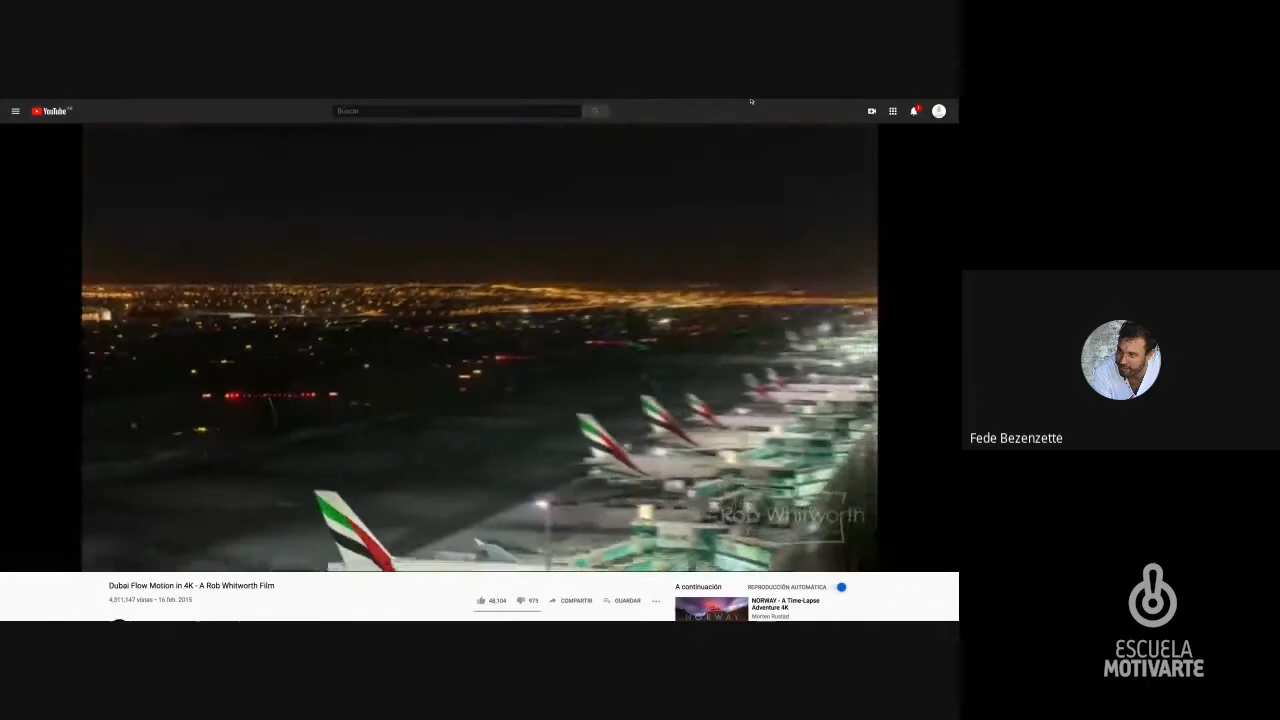 YouTube AR
Buscar
Rob Whitworth
Dubai Flow Motion in 4K - A Rob Whitworth Film
4,311,147 vistas • 16 feb. 2015
48,104
975
COMPARTIR
GUARDAR
A continuación
REPRODUCCIÓN AUTOMÁTICA
NORWAY
NORWAY - A Time-Lapse
Adventure 4K
Morten Rustad
Fede Bezenzette
ESCUELA
MOTIVARTE